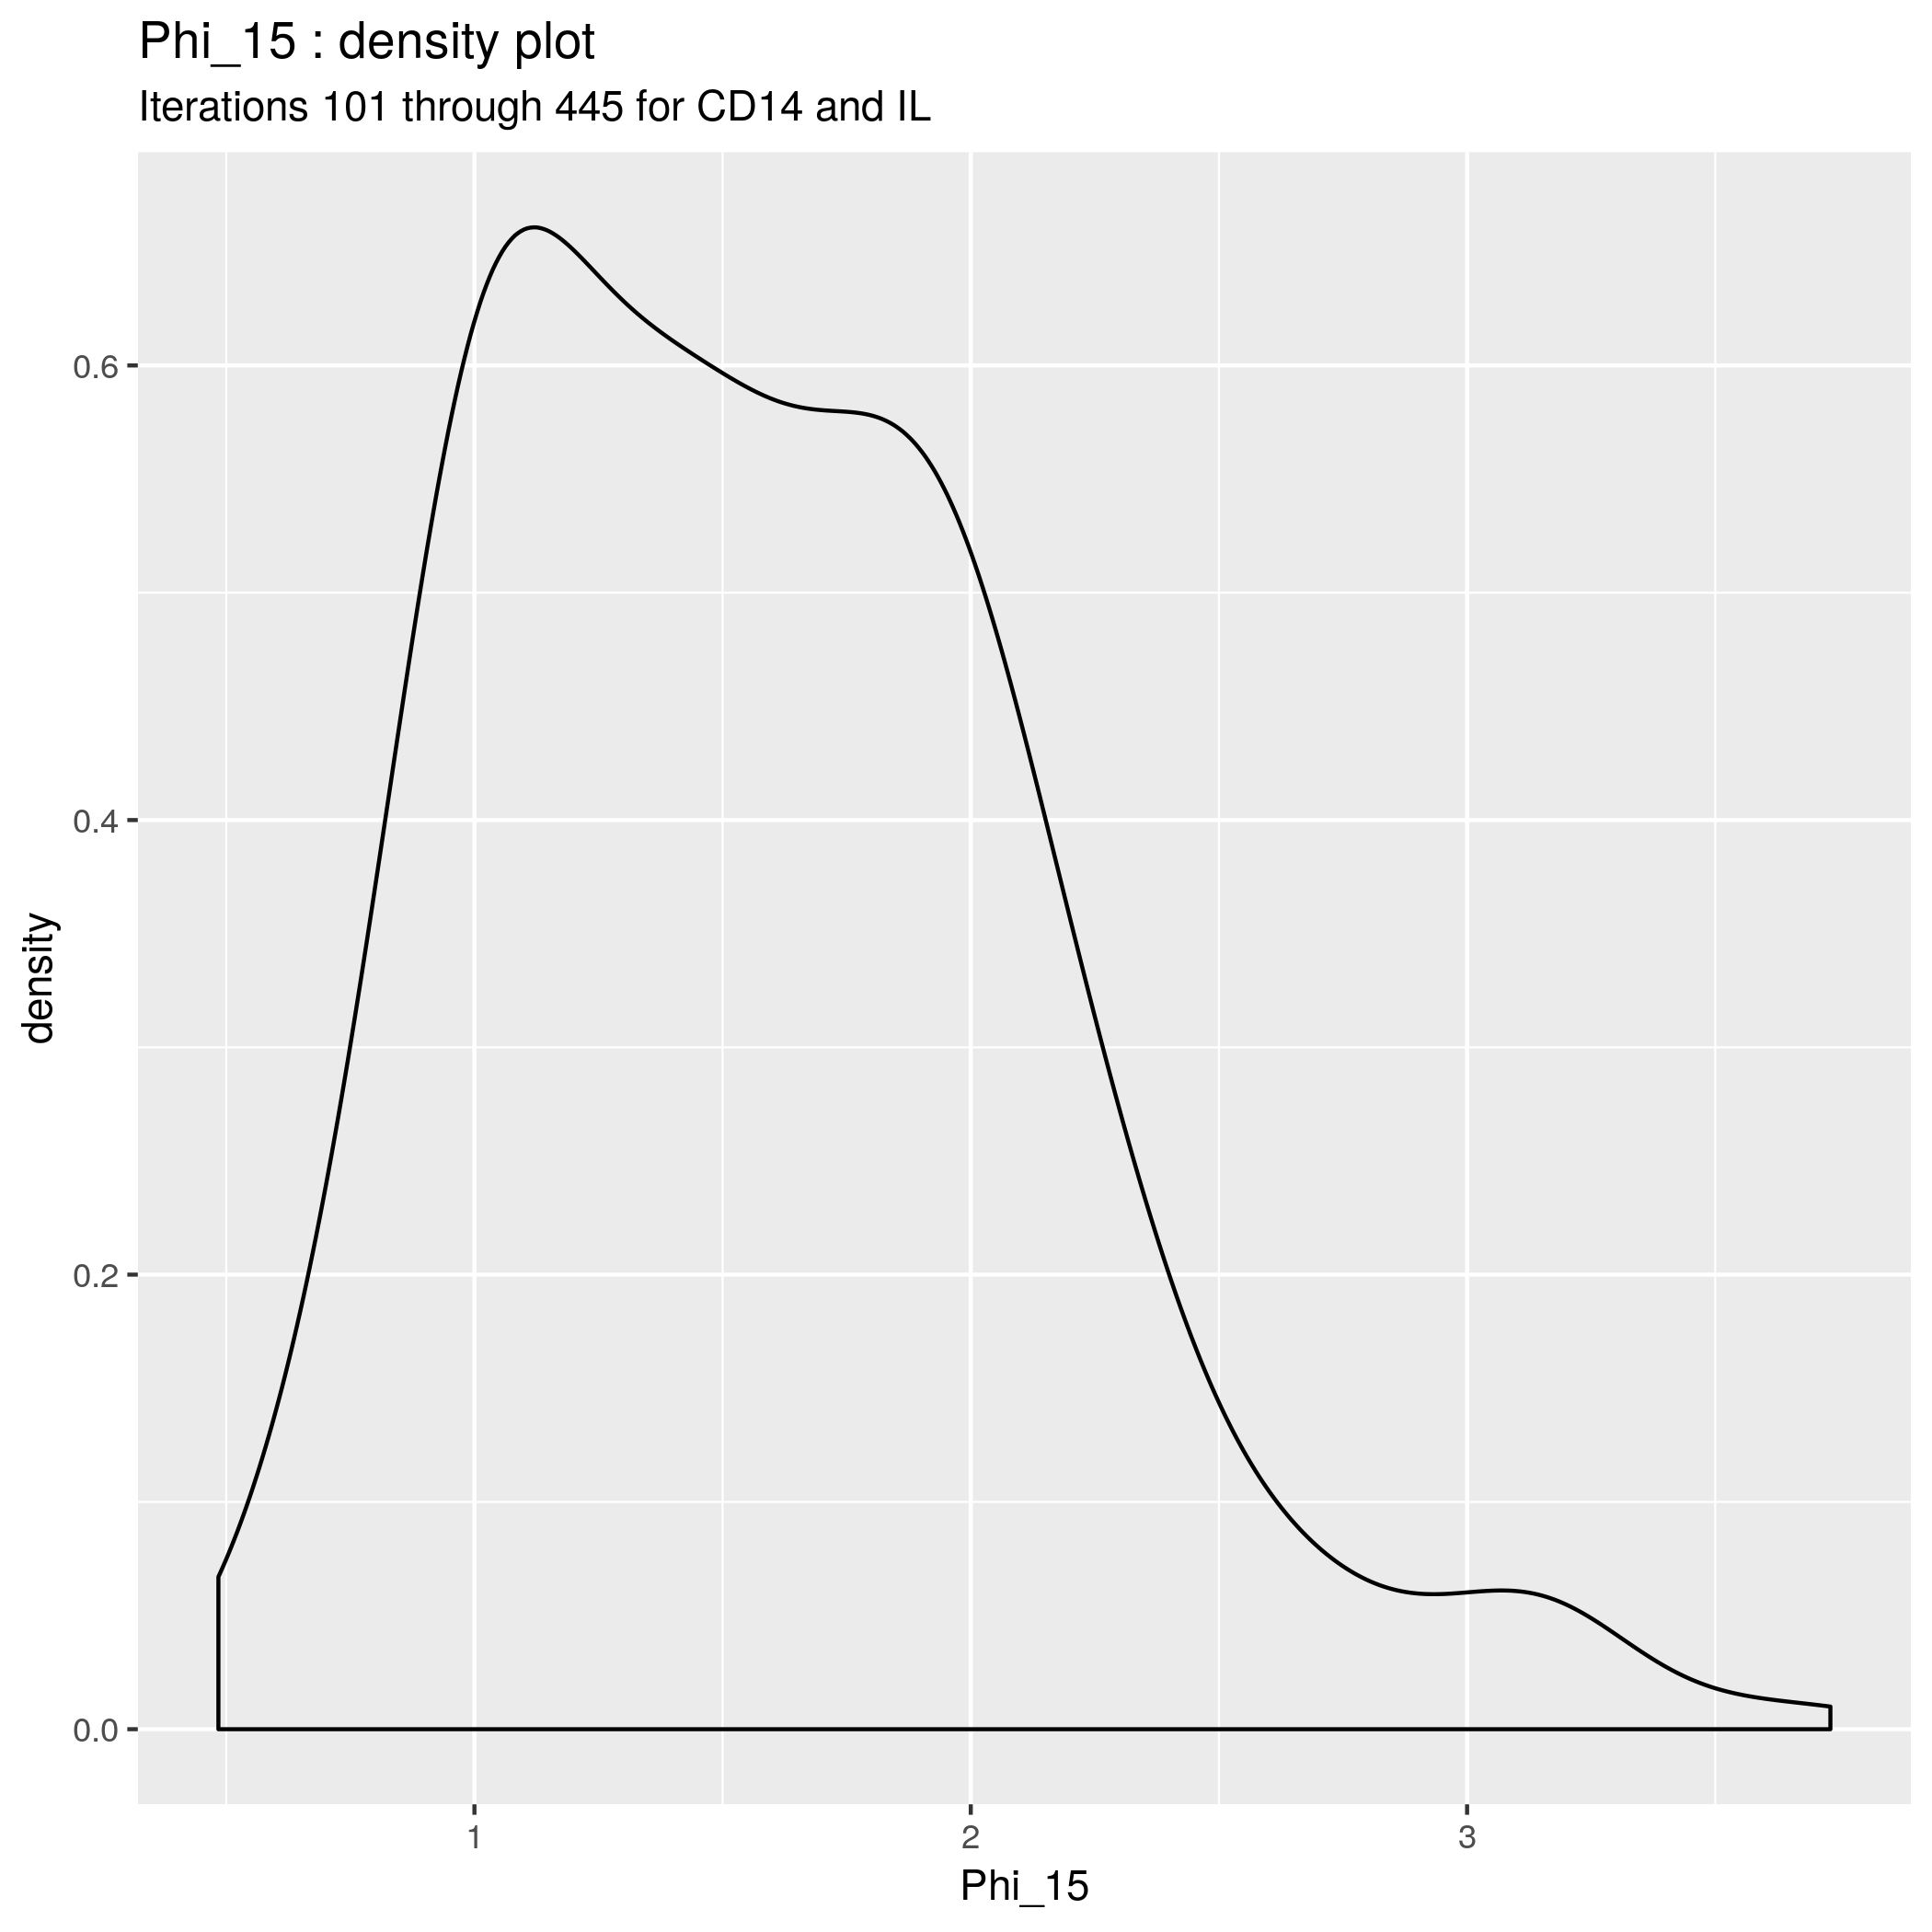 Phi_15 : density plot
Iterations 101 through 445 for CD14 and IL
density
0.6
0.4
0.2
0.0
1 2 3
Phi_15